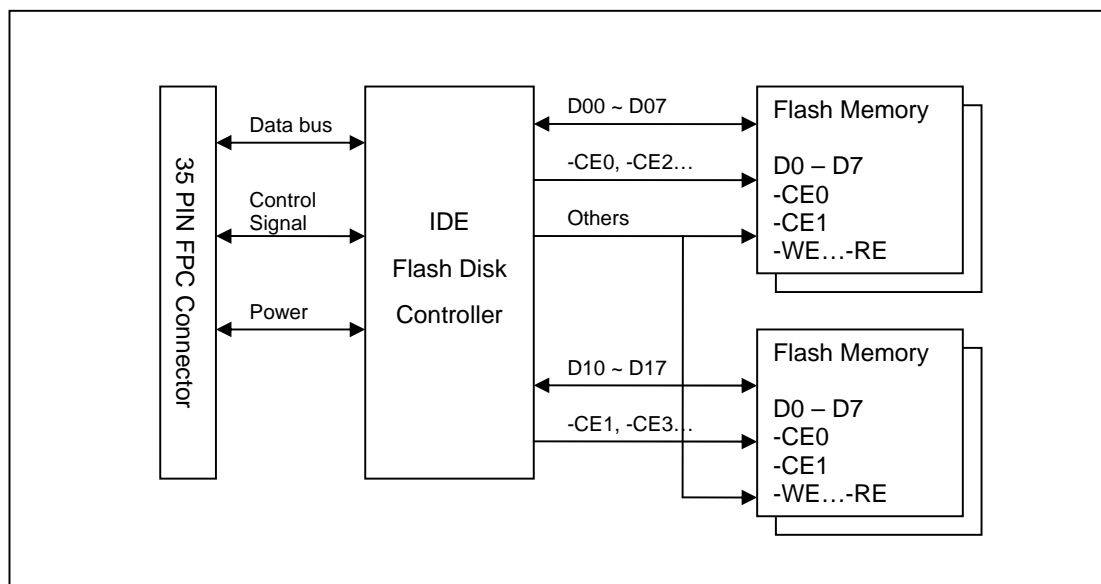 35 PIN FPC Connector
Data bus
Control
Signal
Power
IDE
Flash Disk
Controller
D00 ~ D07
-CE0, -CE2…
Others
D10 ~ D17
-CE1, -CE3…
Flash Memory
D0 – D7
-CE0
-CE1
-WE…-RE
Flash Memory
D0 – D7
-CE0
-CE1
-WE…-RE